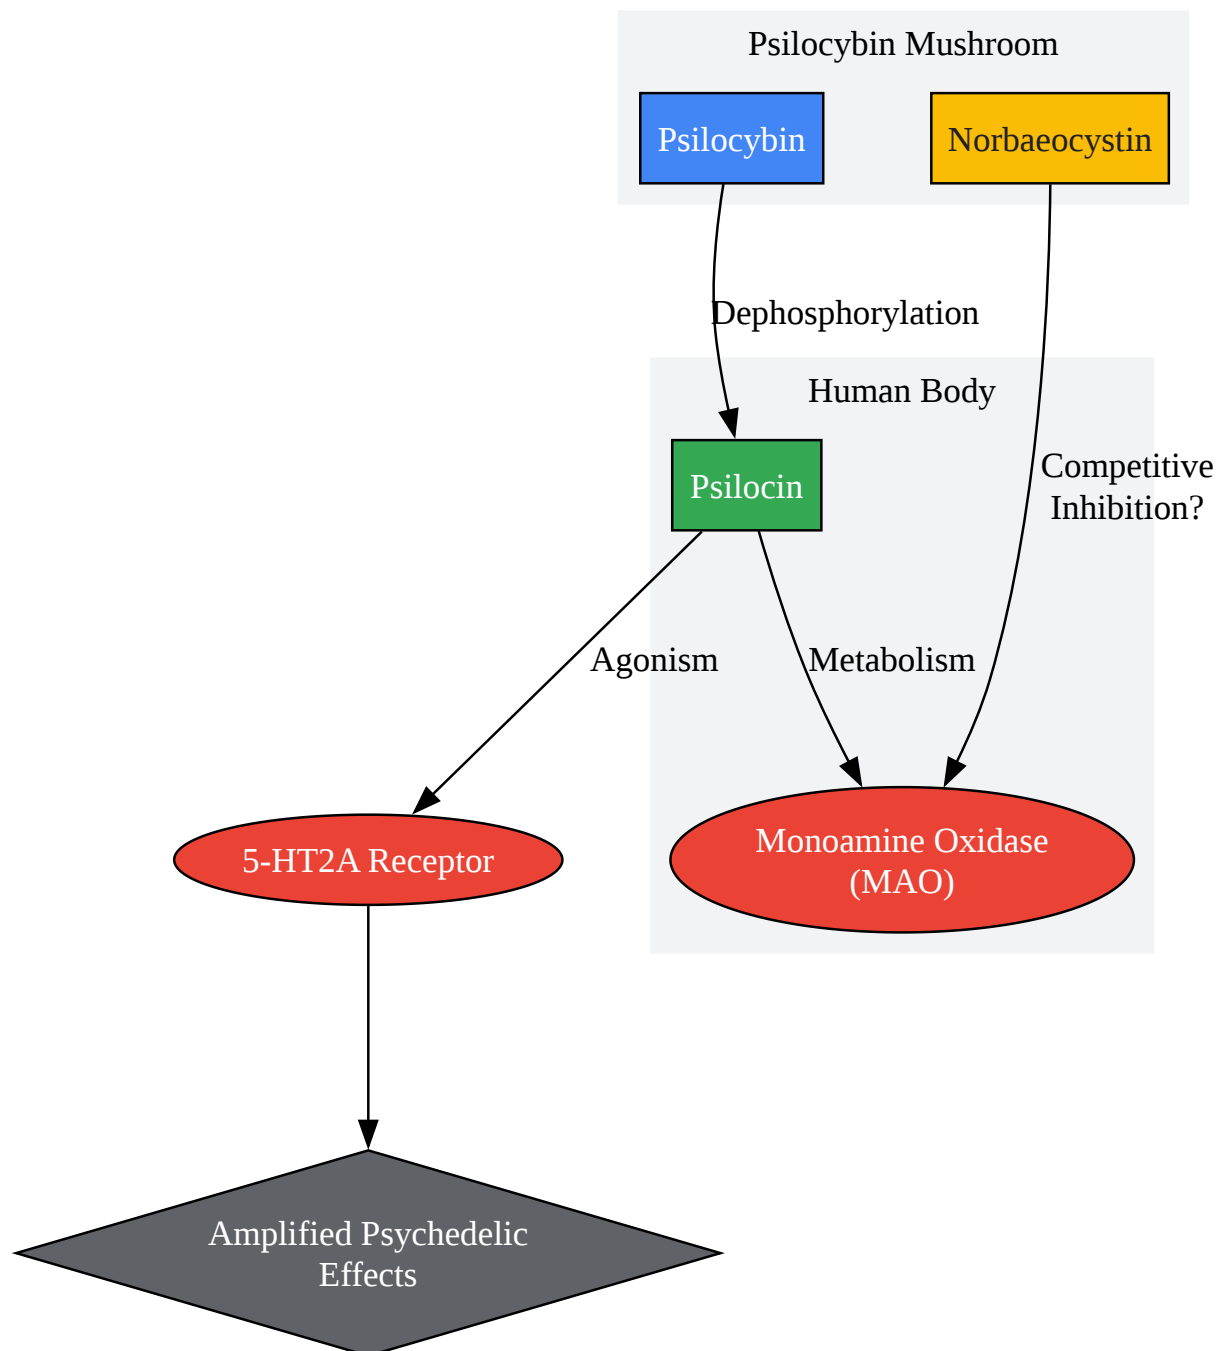 Psilocybin Mushroom
Psilocybin
Norbaeocystin
Dephosphorylation
Human Body
Competitive
Inhibition?
Psilocin
Agonism
Metabolism
5-HT2A Receptor
Monoamine Oxidase
(MAO)
Amplified Psychedelic
Effects